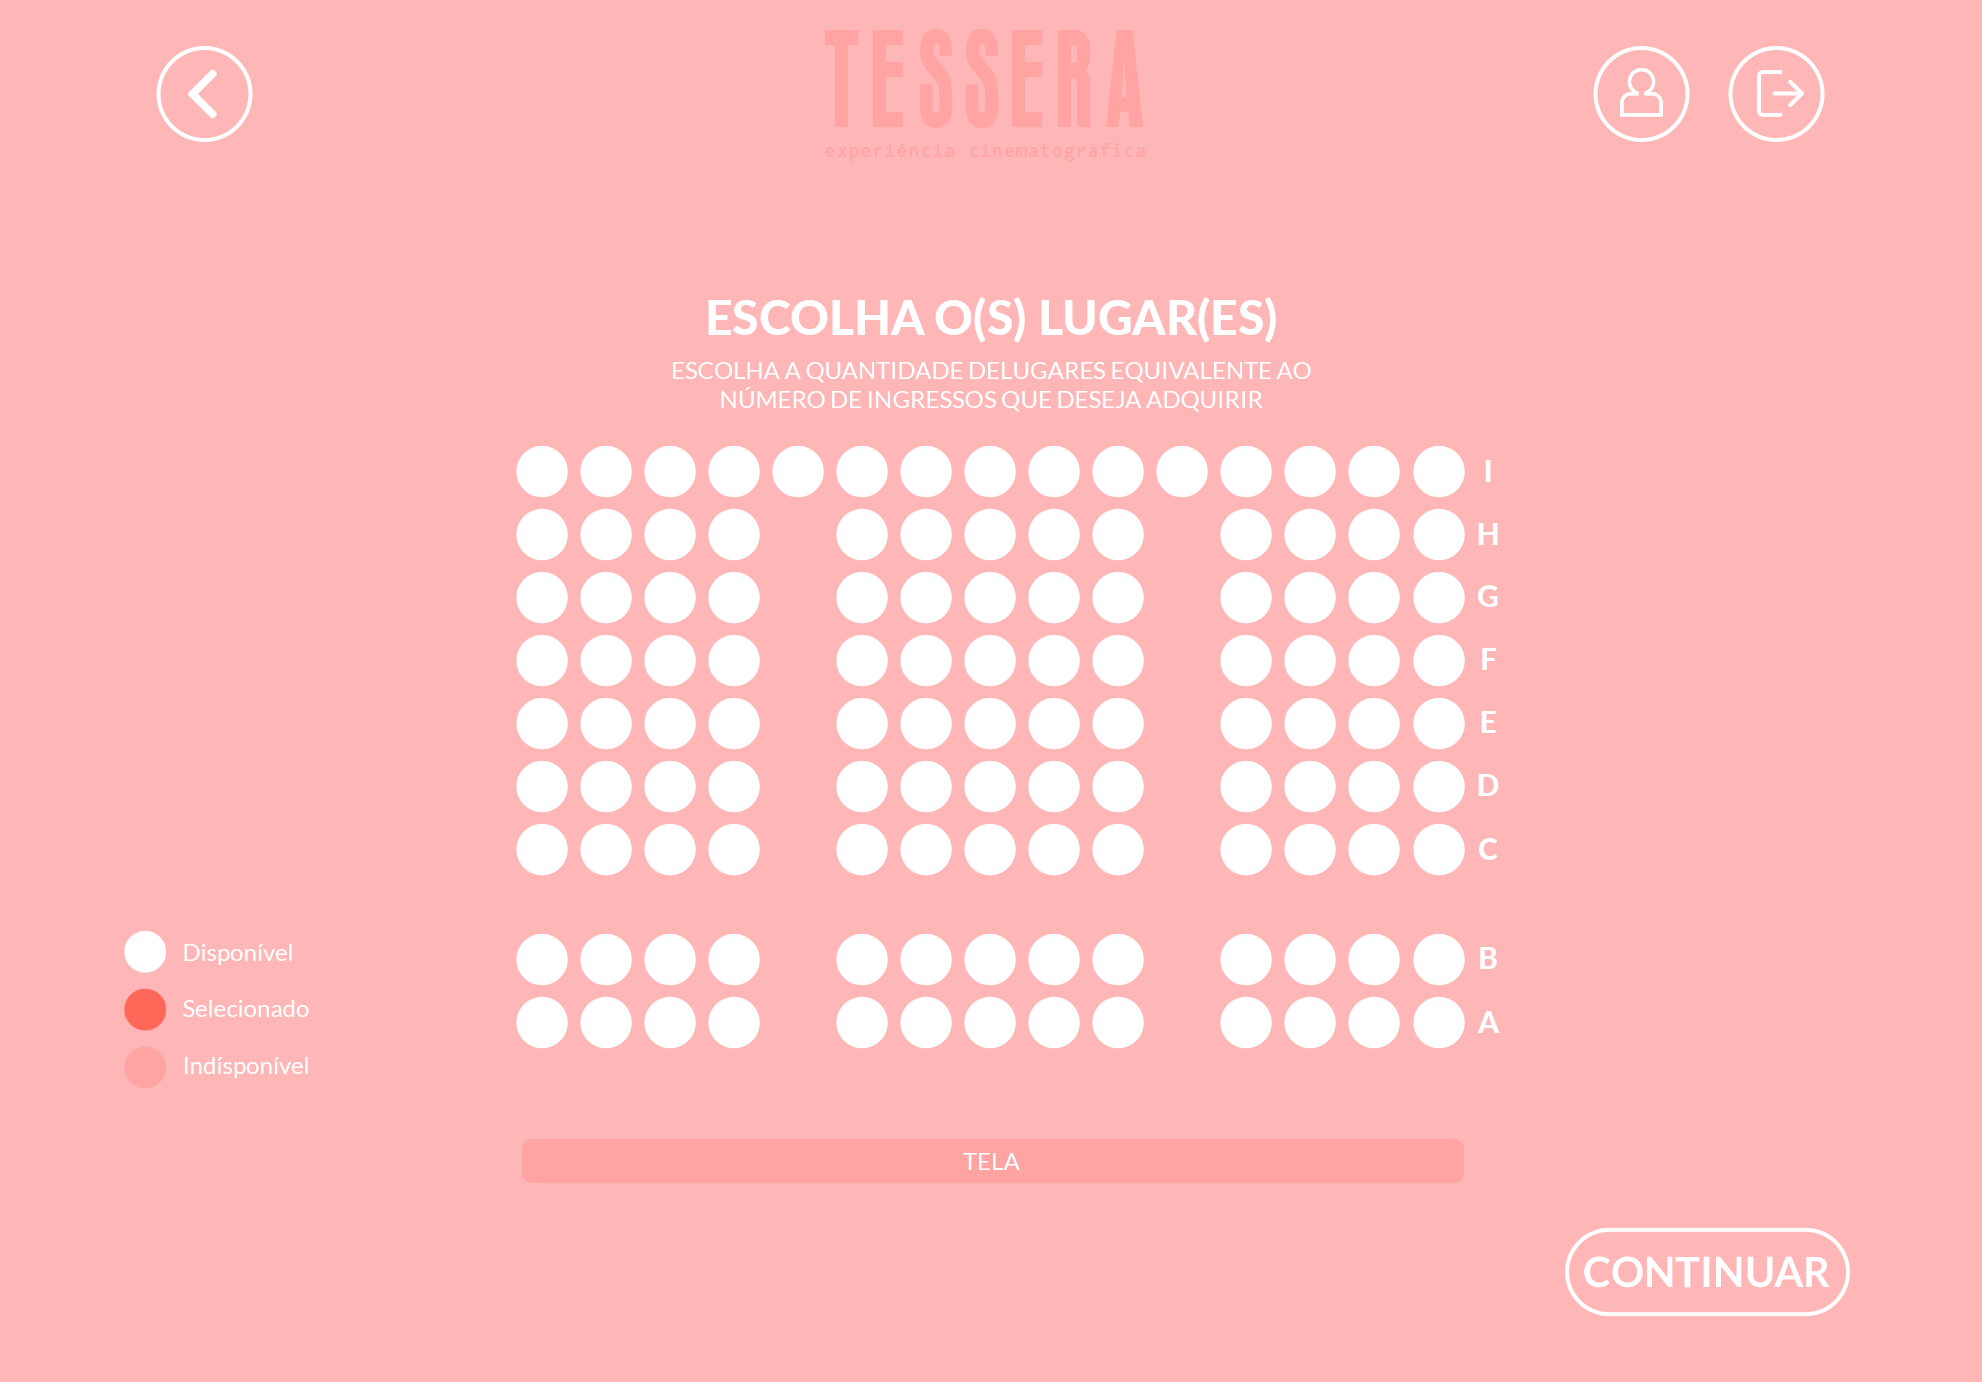 TESSERA
experiência cinematográfica
ESCOLHA O(S) LUGAR(ES)
ESCOLHA A QUANTIDADE DELUGARES EQUIVALENTE AO
NÚMERO DE INGRESSOS QUE DESEJA ADQUIRIR
I
H
G
F
E
D
C
B
A
Disponível
Selecionado
Indísponível
TELA
CONTINUAR